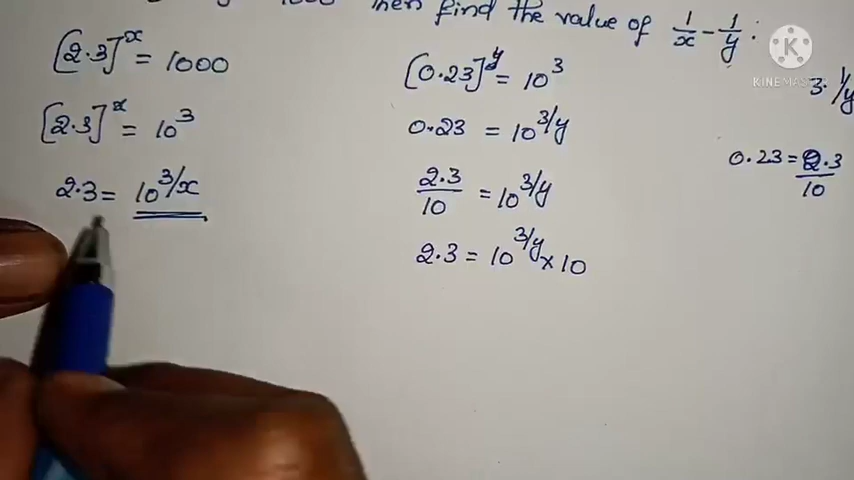 1000 then find the value of 1/x - 1/y :
[2.3]^x = 1000
[2.3]^x = 10^3
2.3 = 10^3/x
[0.23]^y = 10^3
0.23 = 10^3/y
2.3/10 = 10^3/y
2.3 = 10^3/y × 10
3. 1/y
0.23 = 2.3/10
KINEMASTER